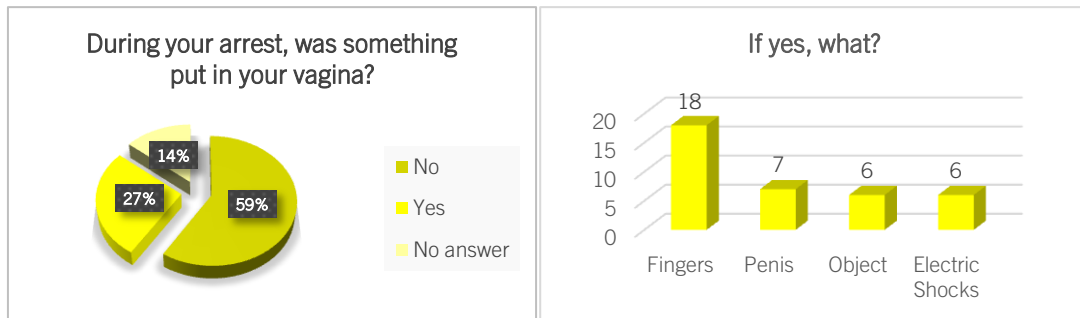 During your arrest, was something
put in your vagina?
14%
27%
59%
No
Yes
No answer
If yes, what?
18
7
6
6
20
15
10
5
0
Fingers
Penis
Object
Electric
Shocks